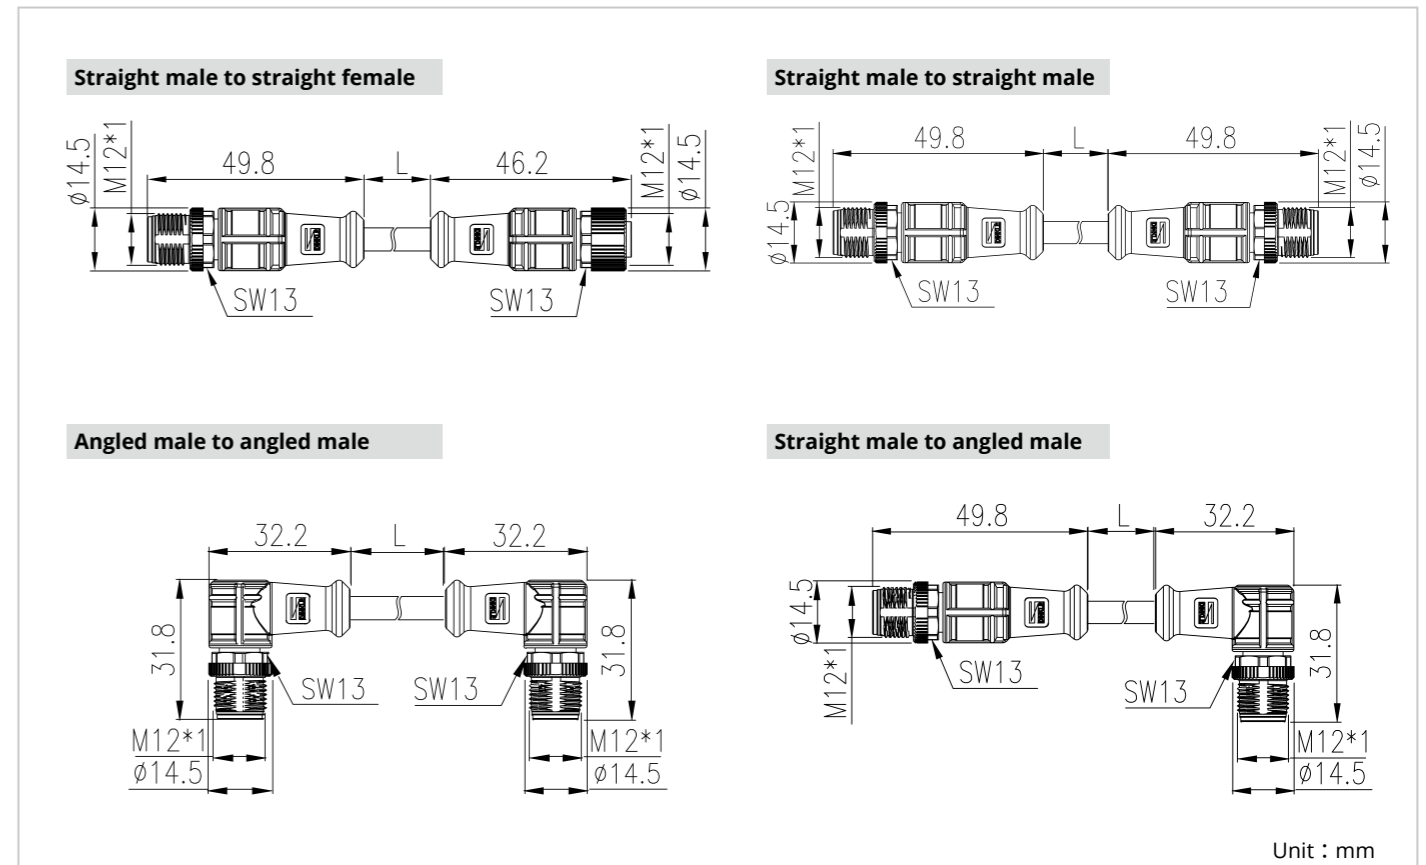 Straight male to straight female
ø14.5
M12*1
49.8
L
46.2
M12*1
ø14.5
SW13
SW13
Straight male to straight male
ø14.5
M12*1
49.8
L
49.8
M12*1
ø14.5
SW13
SW13
Angled male to angled male
32.2
L
32.2
31.8
31.8
SW13
SW13
M12*1
ø14.5
M12*1
ø14.5
Straight male to angled male
49.8
L
32.2
ø14.5
M12*1
SW13
SW13
31.8
M12*1
ø14.5
Unit：mm